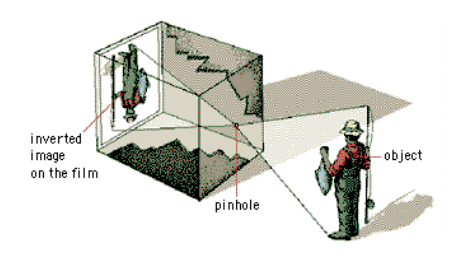 inverted
image
on the film
pinhole
object